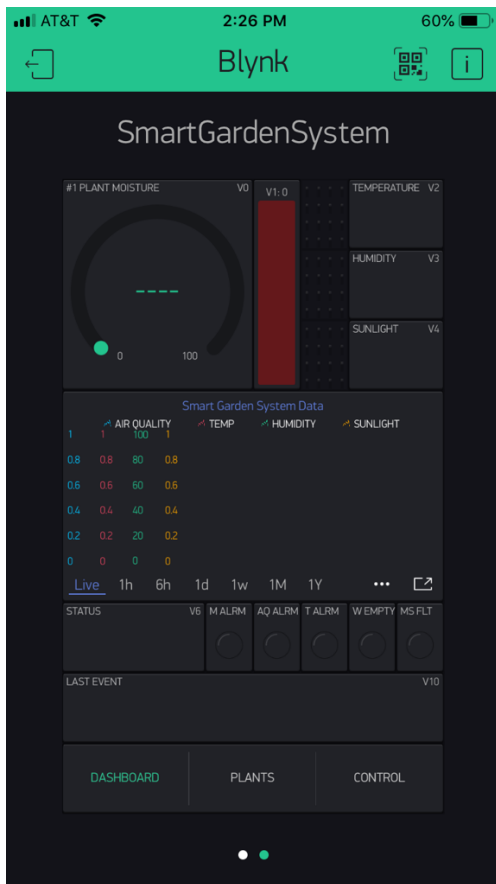 AT&T 2:26 PM 60%
Blynk
i
SmartGardenSystem
#1 PLANT MOISTURE V0
V1: 0
TEMPERATURE V2
HUMIDITY V3
SUNLIGHT V4
----
0 100
Smart Garden System Data
AIR QUALITY TEMP HUMIDITY SUNLIGHT
1 1 100 1
0.8 0.8 80 0.8
0.6 0.6 60 0.6
0.4 0.4 40 0.4
0.2 0.2 20 0.2
0 0 0 0
Live 1h 6h 1d 1w 1M 1Y ...
STATUS V6 M ALRM AQ ALRM T ALRM W EMPTY MS FLT
LAST EVENT V10
DASHBOARD PLANTS CONTROL